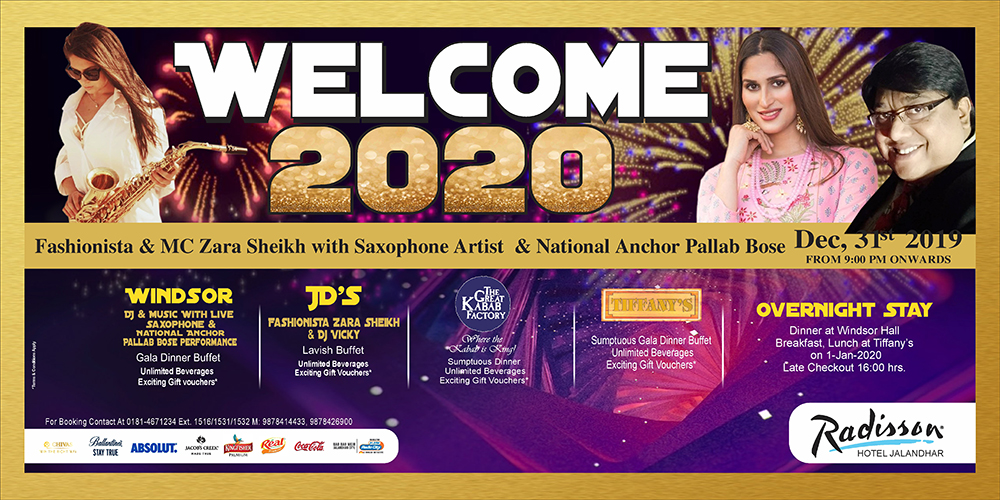 WELCOME
2020
Fashionista & MC Zara Sheikh with Saxophone Artist & National Anchor Pallab Bose
Dec, 31st 2019
FROM 9:00 PM ONWARDS
WINDSOR
DJ & MUSIC WITH LIVE
SAXOPHONE &
NATIONAL ANCHOR
PALLAB BOSE PERFORMANCE
Gala Dinner Buffet
Unlimited Beverages
Exciting Gift vouchers*
JD'S
FASHIONISTA ZARA SHEIKH
& DJ VICKY
Lavish Buffet
Unlimited Beverages
Exciting Gift Vouchers*
THE
GREAT
KABAB
FACTORY
Where the
Kabab is King!
Sumptuous Dinner
Unlimited Beverages
Exciting Gift Vouchers*
TIFFANY'S
Sumptuous Gala Dinner Buffet
Unlimited Beverages
Exciting Gift Vouchers*
OVERNIGHT STAY
Dinner at Windsor Hall
Breakfast, Lunch at Tiffany's
on 1-Jan-2020
Late Checkout 16:00 hrs.
*Terms & Conditions Apply
For Booking Contact At 0181-4671234 Ext. 1516/1531/1532 M: 9878414433, 9878426900
CHIVAS
Ballantine's
STAY TRUE
ABSOLUT.
JACOB'S CREEK
KINGFISHER
PREMIUM
Réal
Coca-Cola
Radisson
HOTEL JALANDHAR